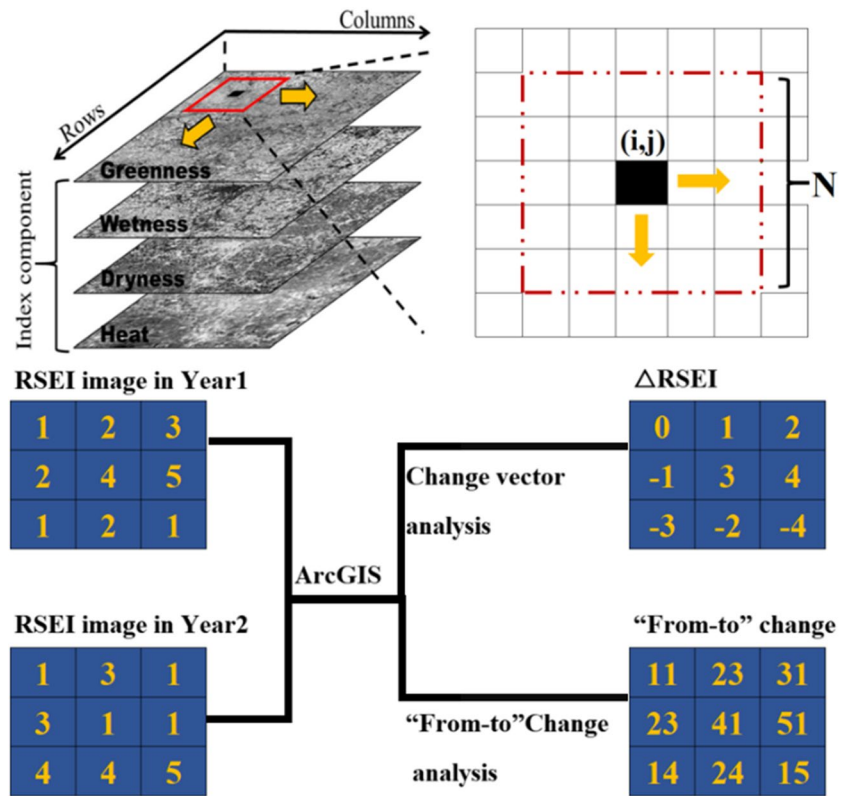 Columns
Rows
Index component
Greenness
Wetness
Dryness
Heat
(i,j)
N
RSEI image in Year1
1 2 3
2 4 5
1 2 1
RSEI image in Year2
1 3 1
3 1 1
4 4 5
ArcGIS
Change vector
analysis
“From-to”Change
analysis
△RSEI
0 1 2
-1 3 4
-3 -2 -4
“From-to” change
11 23 31
23 41 51
14 24 15